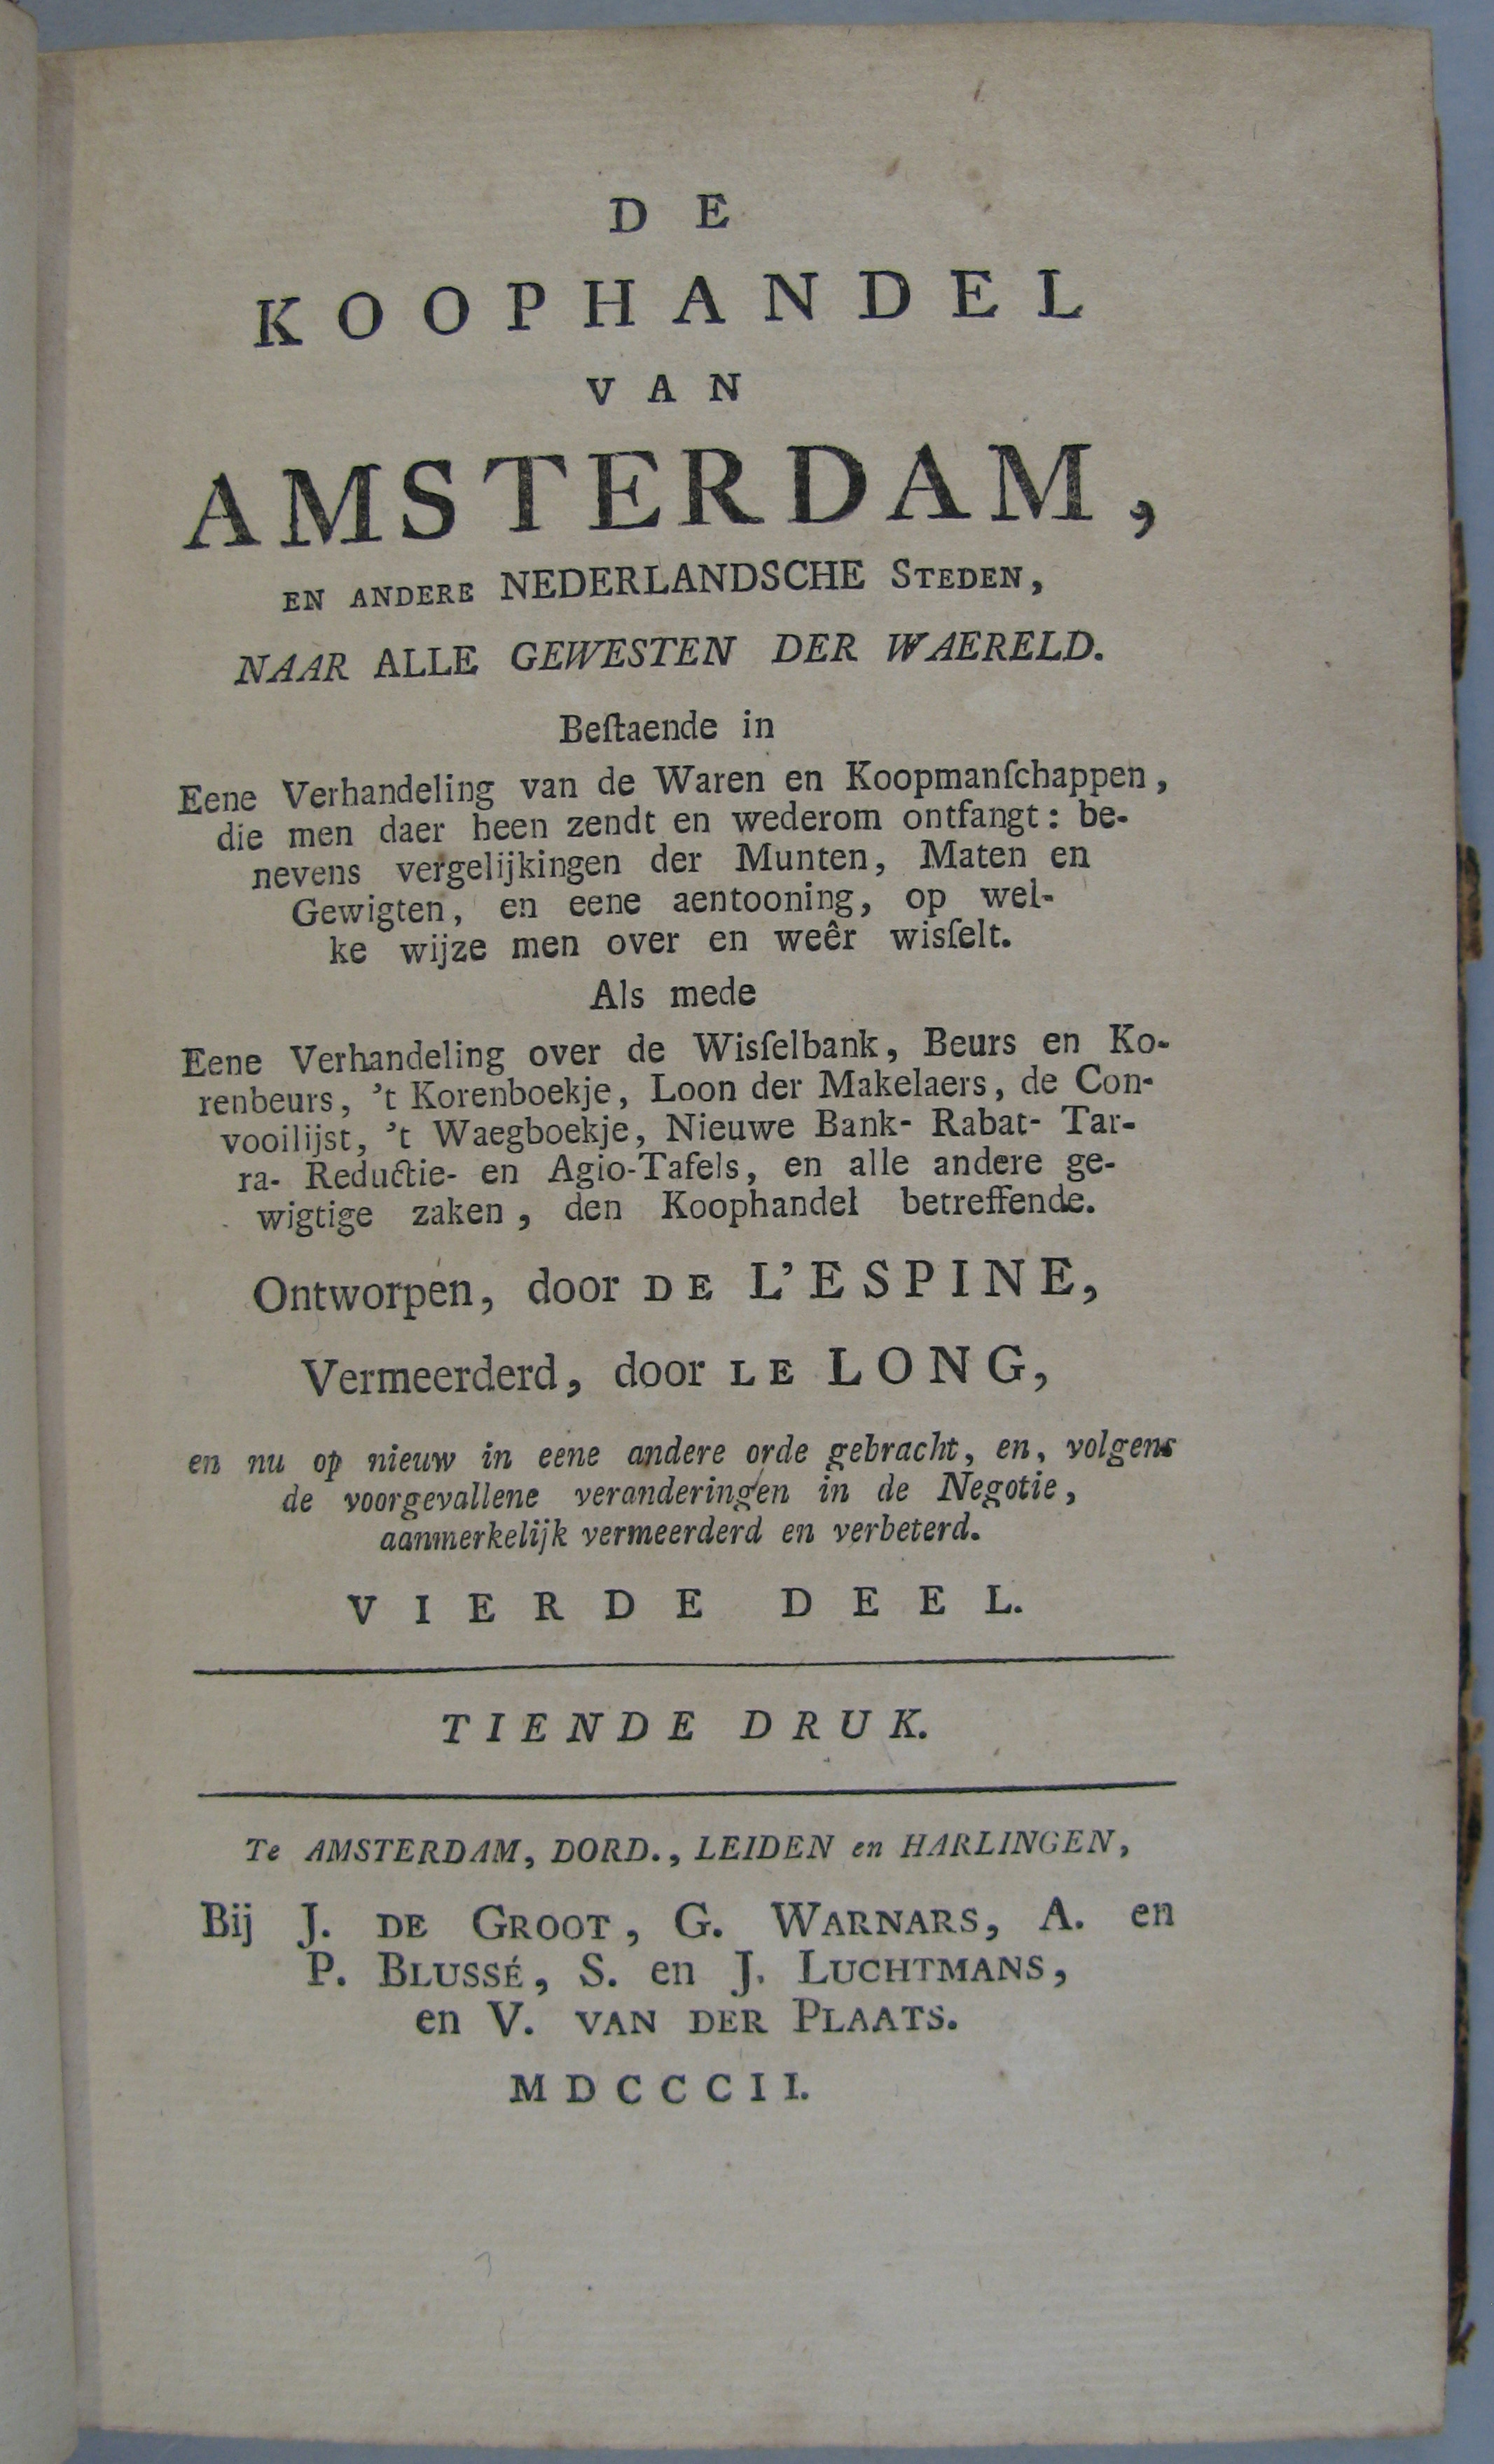 DE
KOOPHANDEL
VAN
AMSTERDAM,
EN ANDERE NEDERLANDSCHE STEDEN,
NAAR ALLE GEWESTEN DER WAERELD.
Beſtaende in
Eene Verhandeling van de Waren en Koopmanſchappen,
die men daer heen zendt en wederom ontfangt: be-
nevens vergelijkingen der Munten, Maten en
Gewigten, en eene aentooning, op wel-
ke wijze men over en weêr wisſelt.
Als mede
Eene Verhandeling over de Wisſelbank, Beurs en Ko-
renbeurs, 't Korenboekje, Loon der Makelaers, de Con-
vooilijst, 't Waegboekje, Nieuwe Bank- Rabat- Tar-
ra- Reductie- en Agio-Tafels, en alle andere ge-
wigtige zaken, den Koophandel betreffende.
Ontworpen, door DE L'ESPINE,
Vermeerderd, door LE LONG,
en nu op nieuw in eene andere orde gebracht, en, volgens
de voorgevallene veranderingen in de Negotie,
aanmerkelijk vermeerderd en verbeterd.
VIERDE DEEL.
TIENDE DRUK.
Te AMSTERDAM, DORD., LEIDEN en HARLINGEN,
Bij J. DE GROOT, G. WARNARS, A. en
P. BLUSSÉ, S. en J. LUCHTMANS,
en V. VAN DER PLAATS.
MDCCCII.